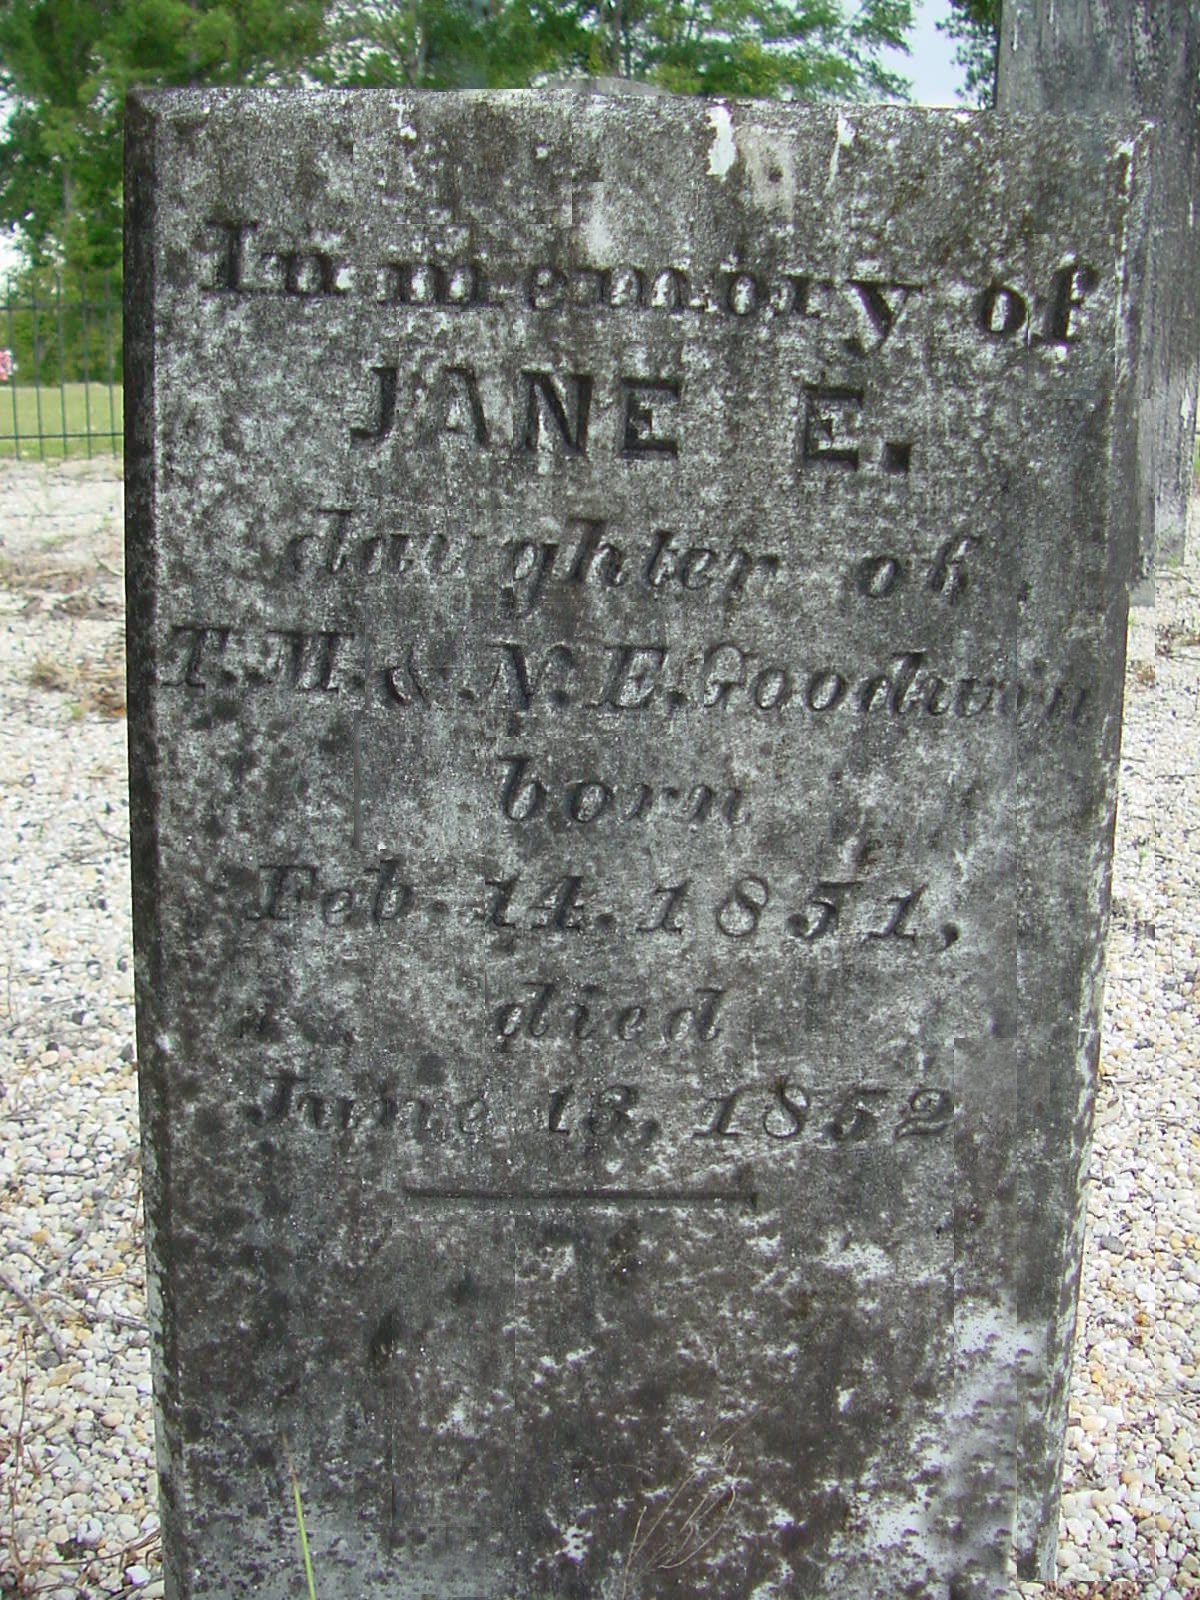 In memory of
JANE E.
daughter of
T.M. & N.E. Goodwin
born
Feb. 14. 1851,
died
June 13, 1852